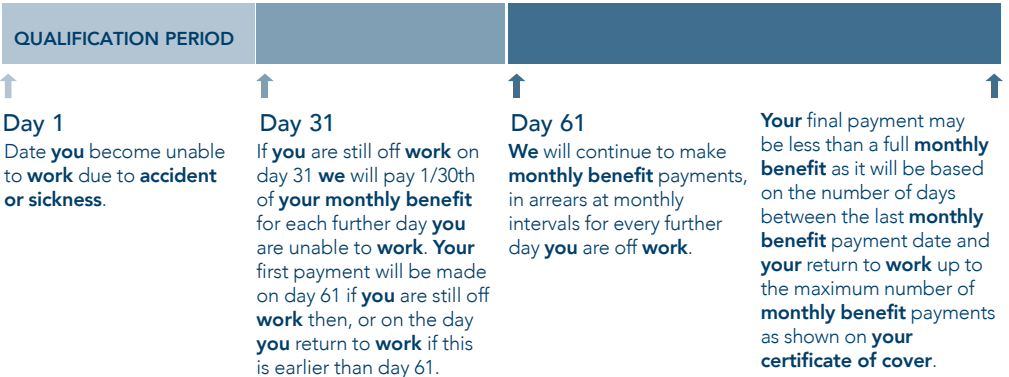 QUALIFICATION PERIOD
Day 1
Date you become unable
to work due to accident
or sickness.
Day 31
If you are still off work on
day 31 we will pay 1/30th
of your monthly benefit
for each further day you
are unable to work. Your
first payment will be made
on day 61 if you are still off
work then, or on the day
you return to work if this
is earlier than day 61.
Day 61
We will continue to make
monthly benefit payments,
in arrears at monthly
intervals for every further
day you are off work.
Your final payment may
be less than a full monthly
benefit as it will be based
on the number of days
between the last monthly
benefit payment date and
your return to work up to
the maximum number of
monthly benefit payments
as shown on your
certificate of cover.